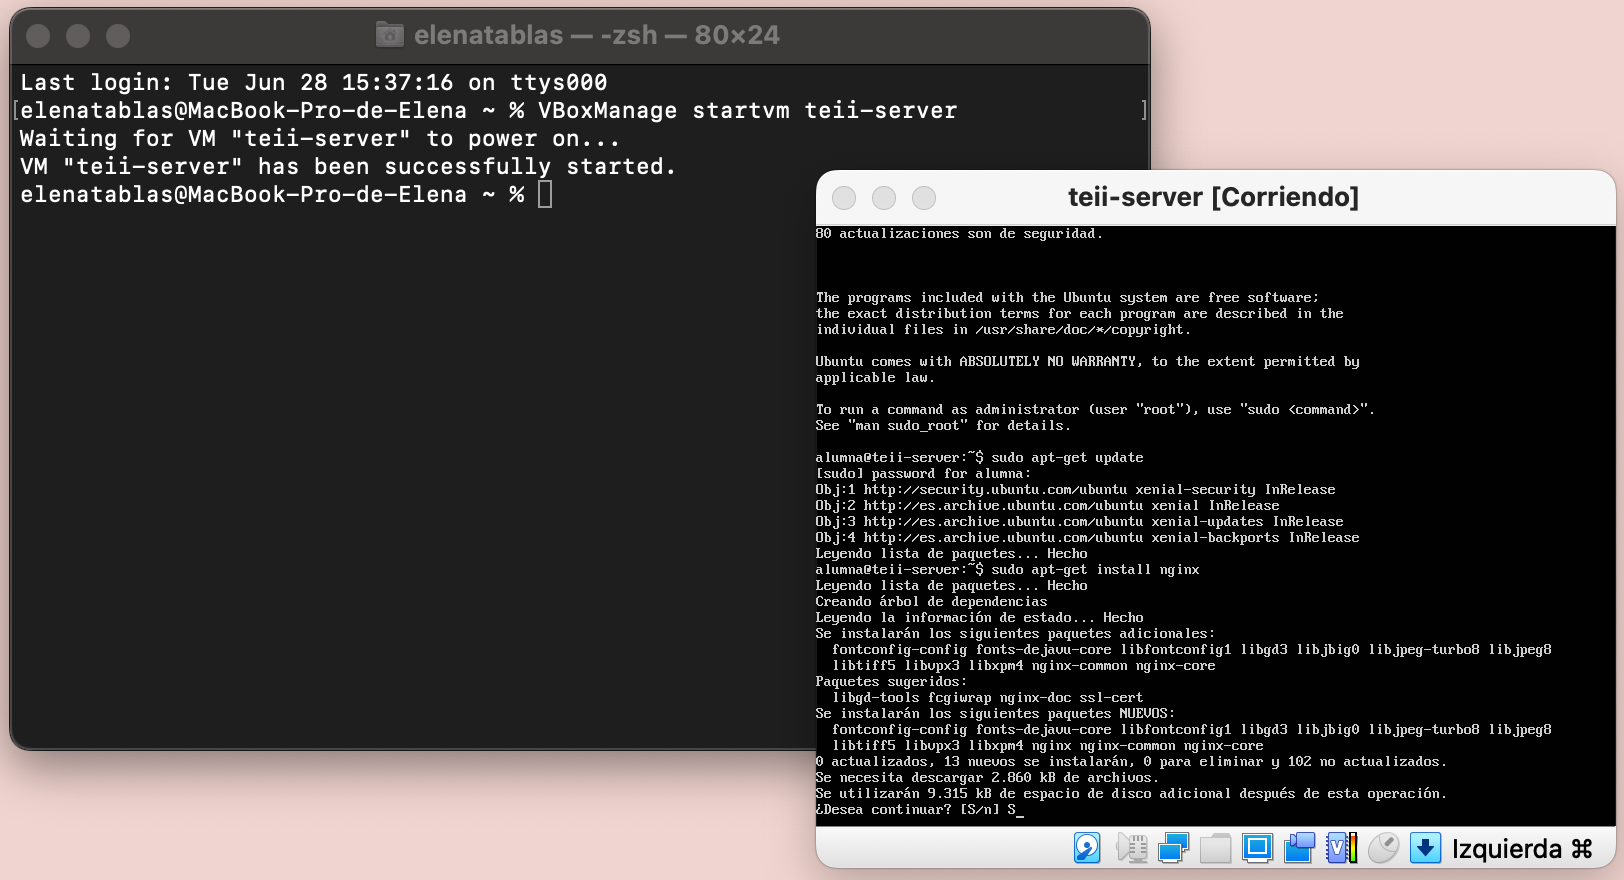 elenatablas — -zsh — 80×24
Last login: Tue Jun 28 15:37:16 on ttys000
[elenatablas@MacBook-Pro-de-Elena ~ % VBoxManage startvm teii-server ]
Waiting for VM "teii-server" to power on...
VM "teii-server" has been successfully started.
elenatablas@MacBook-Pro-de-Elena ~ %
teii-server [Corriendo]
80 actualizaciones son de seguridad.
The programs included with the Ubuntu system are free software;
the exact distribution terms for each program are described in the
individual files in /usr/share/doc/*/copyright.
Ubuntu comes with ABSOLUTELY NO WARRANTY, to the extent permitted by
applicable law.
To run a command as administrator (user "root"), use "sudo <command>".
See "man sudo_root" for details.
alumna@teii-server:~$ sudo apt-get update
[sudo] password for alumna:
Obj:1 http://security.ubuntu.com/ubuntu xenial-security InRelease
Obj:2 http://es.archive.ubuntu.com/ubuntu xenial InRelease
Obj:3 http://es.archive.ubuntu.com/ubuntu xenial-updates InRelease
Obj:4 http://es.archive.ubuntu.com/ubuntu xenial-backports InRelease
Leyendo lista de paquetes... Hecho
alumna@teii-server:~$ sudo apt-get install nginx
Leyendo lista de paquetes... Hecho
Creando árbol de dependencias
Leyendo la información de estado... Hecho
Se instalarán los siguientes paquetes adicionales:
fontconfig-config fonts-dejavu-core libfontconfig1 libgd3 libjbig0 libjpeg-turbo8 libjpeg8
libtiff5 libvpx3 libxpm4 nginx-common nginx-core
Paquetes sugeridos:
libgd-tools fcgiwrap nginx-doc ssl-cert
Se instalarán los siguientes paquetes NUEVOS:
fontconfig-config fonts-dejavu-core libfontconfig1 libgd3 libjbig0 libjpeg-turbo8 libjpeg8
libtiff5 libvpx3 libxpm4 nginx nginx-common nginx-core
0 actualizados, 13 nuevos se instalarán, 0 para eliminar y 102 no actualizados.
Se necesita descargar 2.860 kB de archivos.
Se utilizarán 9.315 kB de espacio de disco adicional después de esta operación.
¿Desea continuar? [S/n] S_
Izquierda ⌘